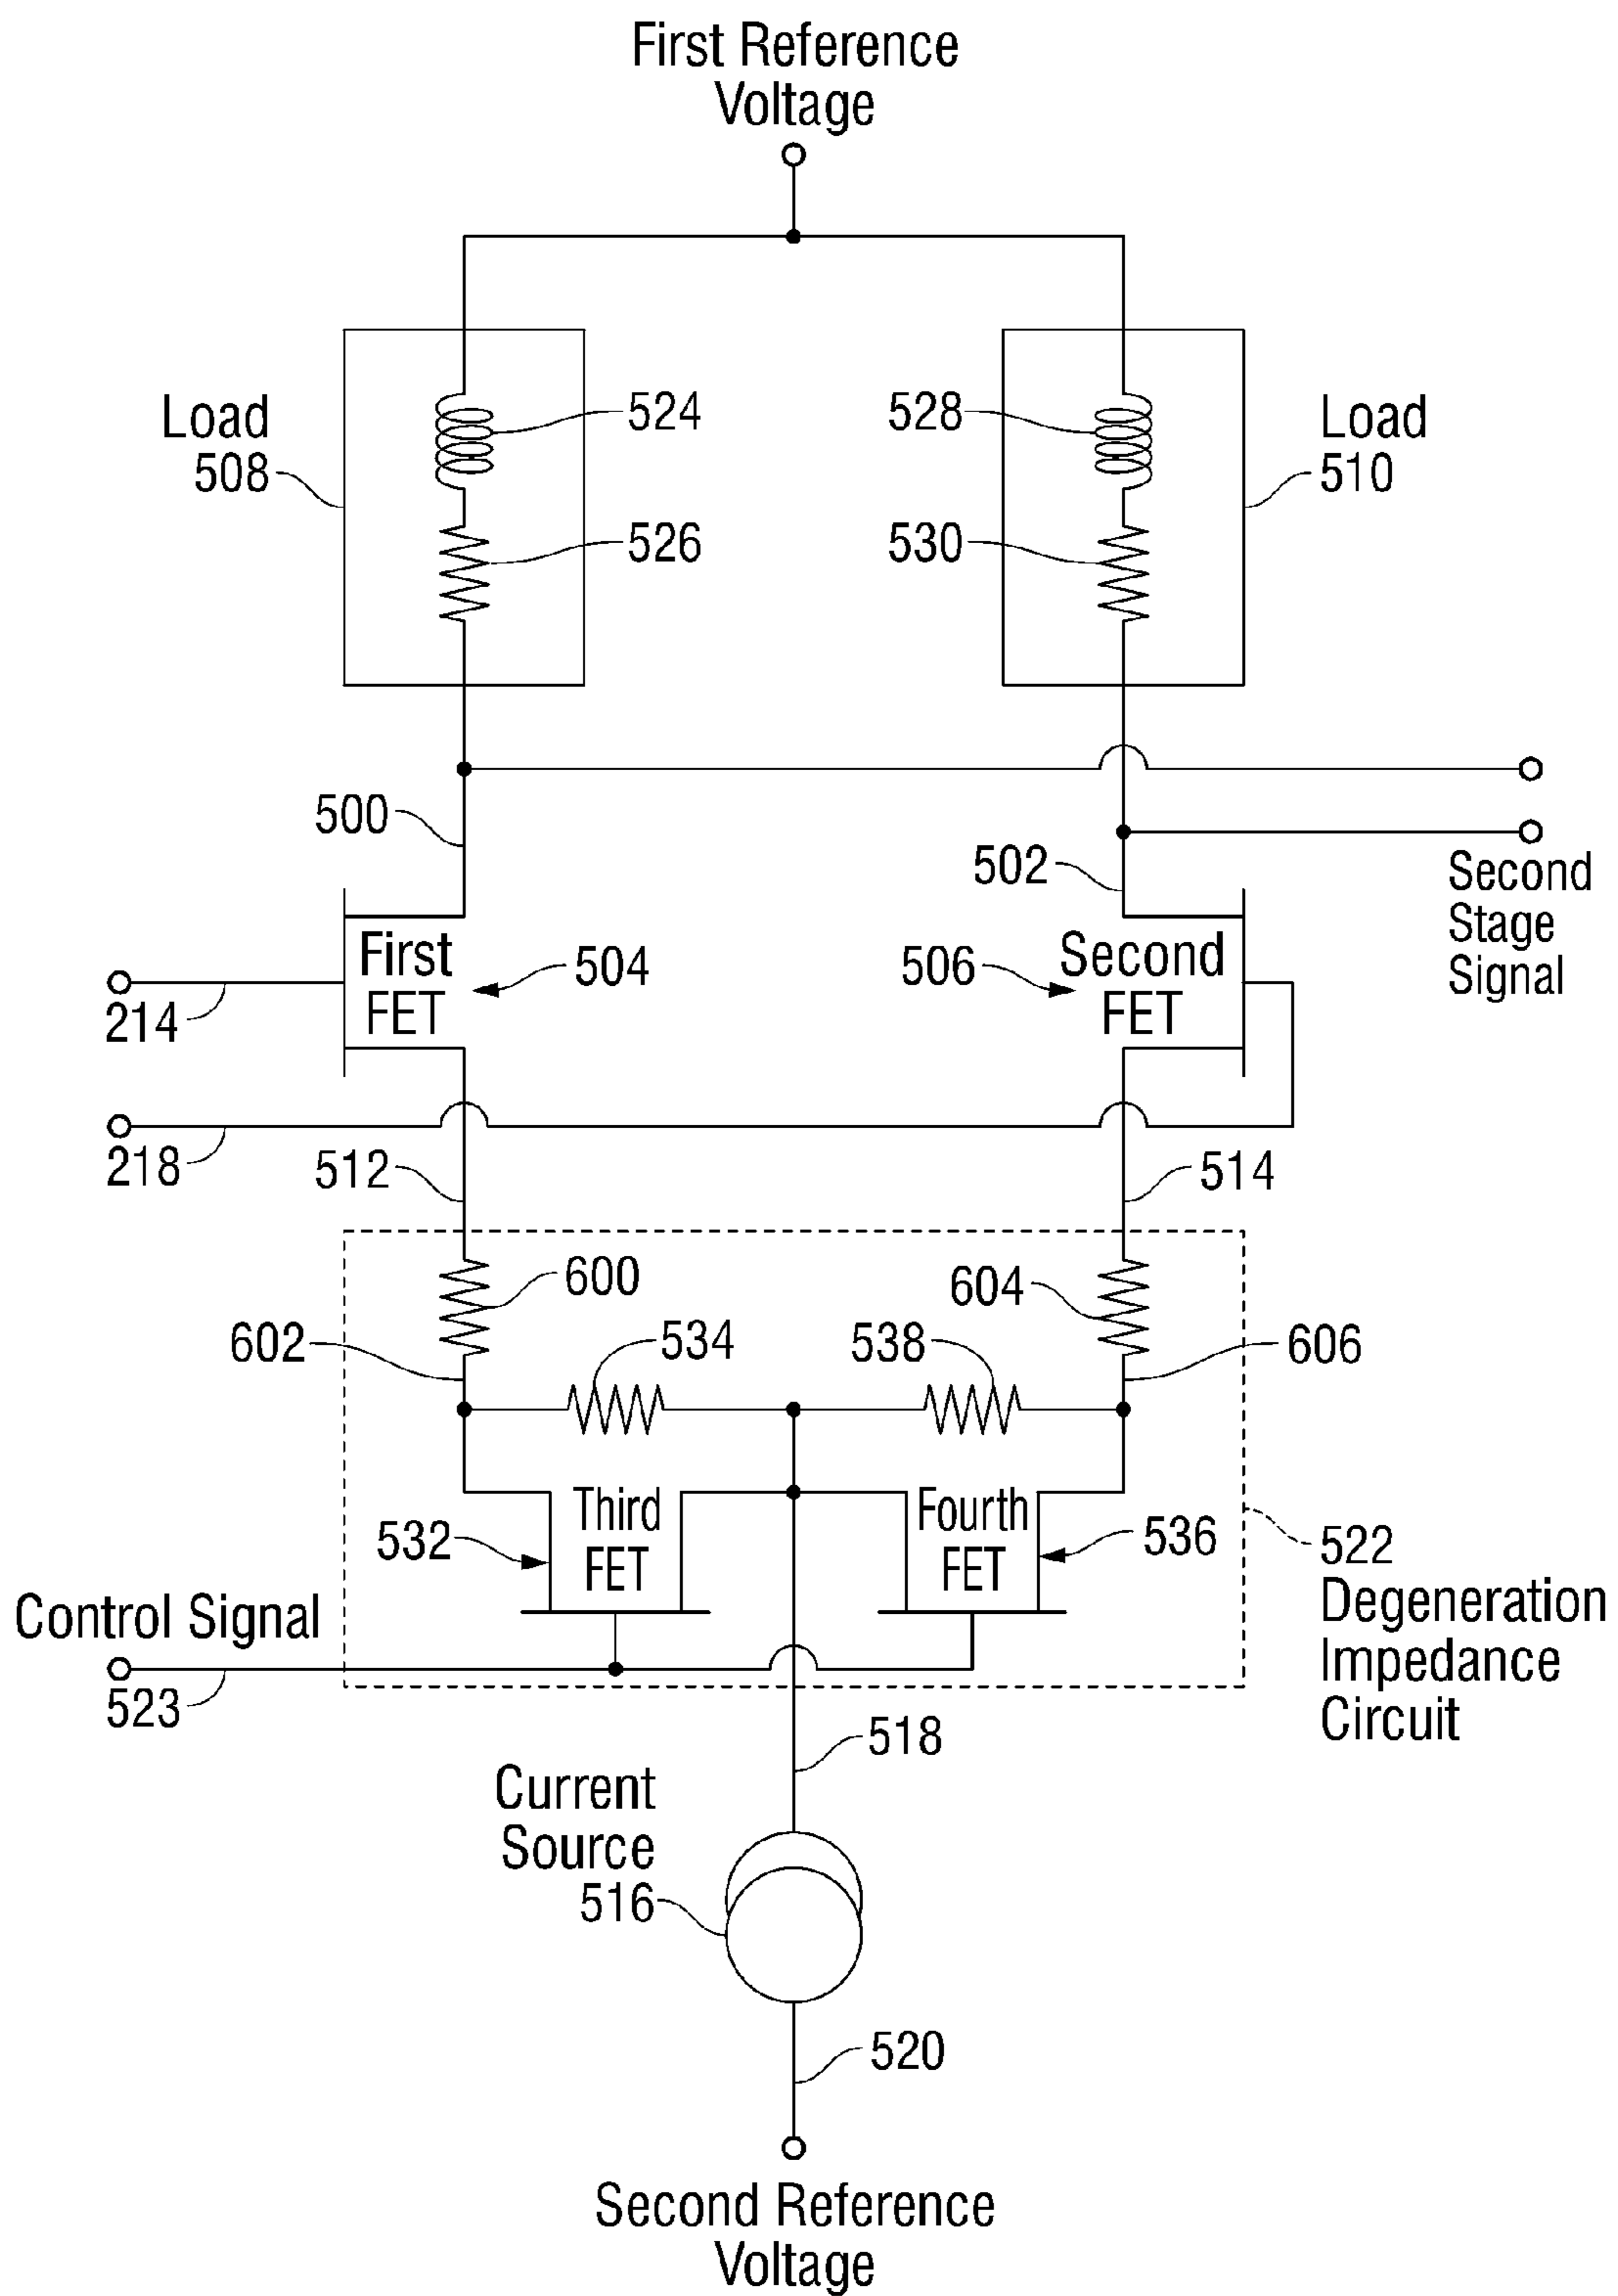 First Reference
Voltage
Load
508
524
528
Load
510
526
530
500
502
Second
Stage
Signal
First
FET
504
506
Second
FET
214
218
512
514
600
604
602
534
538
606
532
Third
FET
Fourth
FET
536
522
Degeneration
Impedance
Circuit
Control Signal
523
518
Current
Source
516
520
Second Reference
Voltage